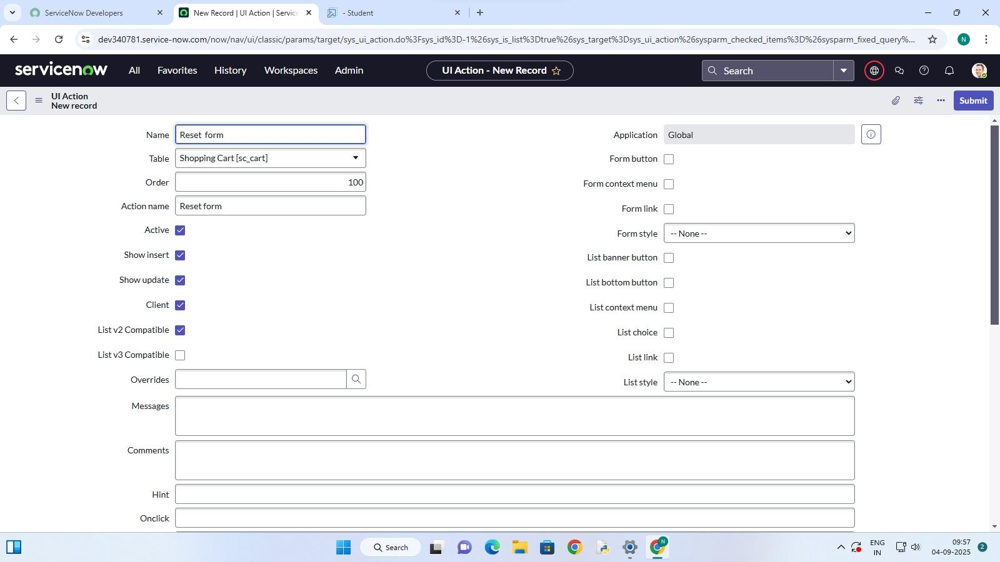 ServiceNow Developers
New Record | UI Action | Service
- Student
dev340781.service-now.com/now/nav/ui/classic/params/target/sys_ui_action.do%3Fsys_id%3D-1%26sys_is_list%3Dtrue%26sys_target%3Dsys_ui_action%26sysparm_checked_items%3D%26sysparm_fixed_query%...
N
servicenow
All
Favorites
History
Workspaces
Admin
UI Action - New Record
Search
UI Action
New record
Submit
Name Reset form
Application Global
Table Shopping Cart [sc_cart]
Form button
Order 100
Form context menu
Action name Reset form
Form link
Active
Form style -- None --
Show insert
List banner button
Show update
List bottom button
Client
List context menu
List v2 Compatible
List choice
List v3 Compatible
List link
Overrides
List style -- None --
Messages
Comments
Hint
Onclick
Search
N
ENG
IN
09:57
04-09-2025
2